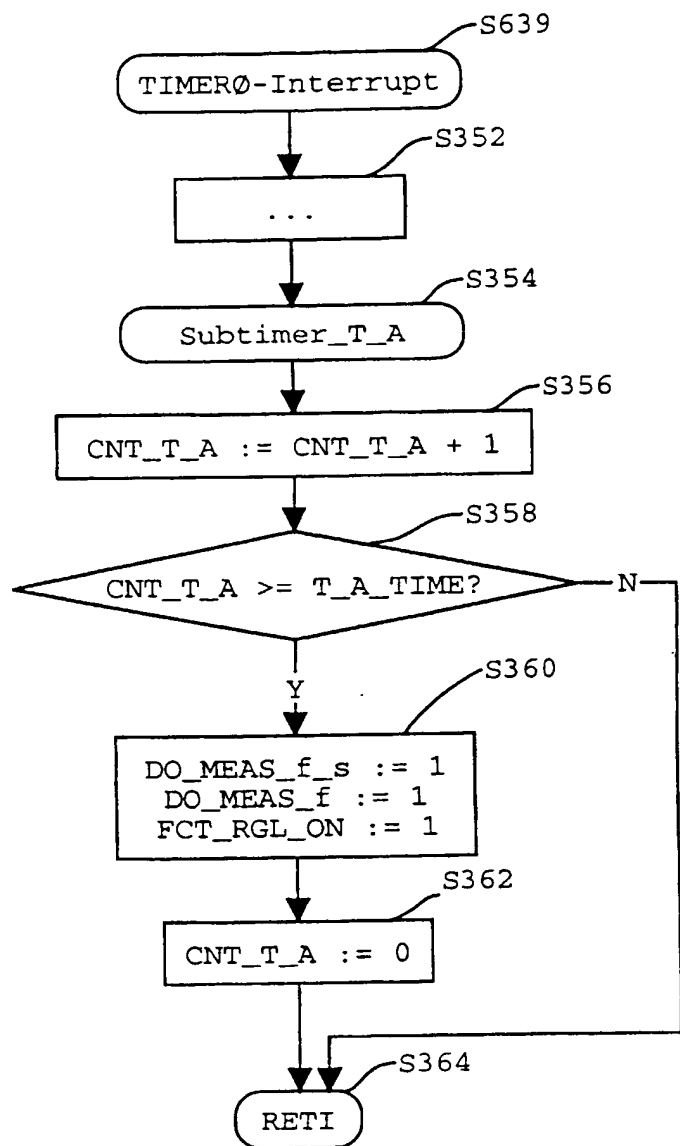 S639
TIMERØ-Interrupt
S352
...
S354
Subtimer_T_A
S356
CNT_T_A := CNT_T_A + 1
S358
CNT_T_A >= T_A_TIME?
N
Y
S360
DO_MEAS_f_s := 1
DO_MEAS_f := 1
FCT_RGL_ON := 1
S362
CNT_T_A := 0
S364
RETI